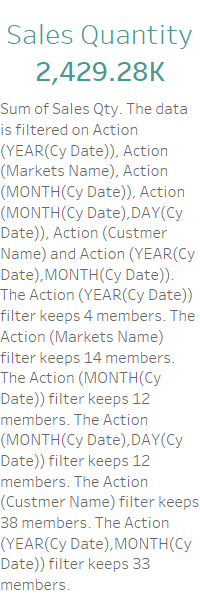 Sales Quantity
2,429.28K
Sum of Sales Qty. The data
is filtered on Action
(YEAR(Cy Date)), Action
(Markets Name), Action
(MONTH(Cy Date)), Action
(MONTH(Cy Date),DAY(Cy
Date)), Action (Custmer
Name) and Action (YEAR(Cy
Date),MONTH(Cy Date)).
The Action (YEAR(Cy Date))
filter keeps 4 members. The
Action (Markets Name)
filter keeps 14 members.
The Action (MONTH(Cy
Date)) filter keeps 12
members. The Action
(MONTH(Cy Date),DAY(Cy
Date)) filter keeps 12
members. The Action
(Custmer Name) filter keeps
38 members. The Action
(YEAR(Cy Date),MONTH(Cy
Date)) filter keeps 33
members.